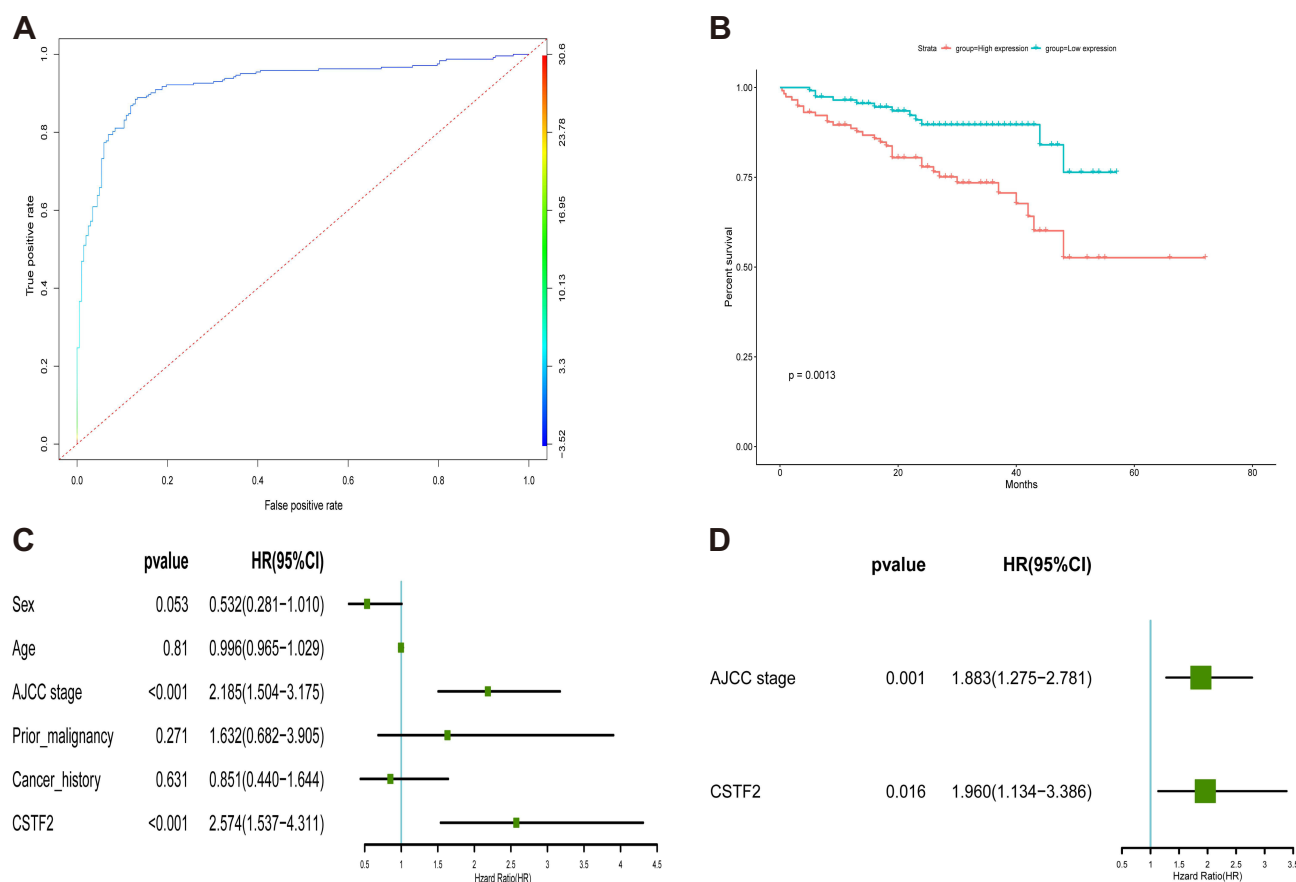 A
1.0
0.8
0.6
0.4
0.2
0.0
True positive rate
0.0 0.2 0.4 0.6 0.8 1.0
False positive rate
30.6
23.78
16.95
10.13
3.3
−3.52
B
Strata group=High expression group=Low expression
1.00
0.75
0.50
0.25
0.00
Percent survival
p = 0.0013
0 20 40 60 80
Months
C
pvalue HR(95%CI)
Sex 0.053 0.532(0.281−1.010)
Age 0.81 0.996(0.965−1.029)
AJCC stage <0.001 2.185(1.504−3.175)
Prior_malignancy 0.271 1.632(0.682−3.905)
Cancer_history 0.631 0.851(0.440−1.644)
CSTF2 <0.001 2.574(1.537−4.311)
0.5 1 1.5 2 2.5 3 3.5 4 4.5
Hzard Ratio(HR)
D
pvalue HR(95%CI)
AJCC stage 0.001 1.883(1.275−2.781)
CSTF2 0.016 1.960(1.134−3.386)
0.5 1 1.5 2 2.5 3 3.5
Hzard Ratio(HR)